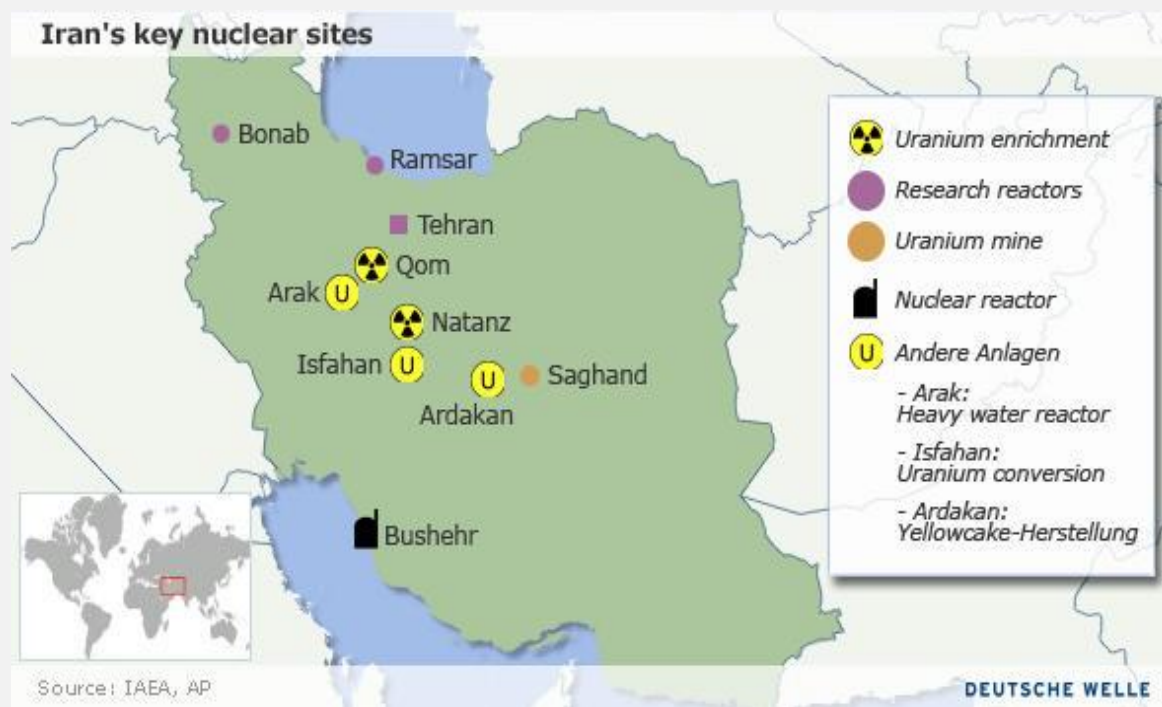 Iran's key nuclear sites
Bonab
Ramsar
Tehran
Qom
Arak
U
Natanz
Isfahan
U
U
Saghand
Ardakan
Bushehr
Uranium enrichment
Research reactors
Uranium mine
Nuclear reactor
U
Andere Anlagen
- Arak:
Heavy water reactor
- Isfahan:
Uranium conversion
- Ardakan:
Yellowcake-Herstellung
Source: IAEA, AP
DEUTSCHE WELLE